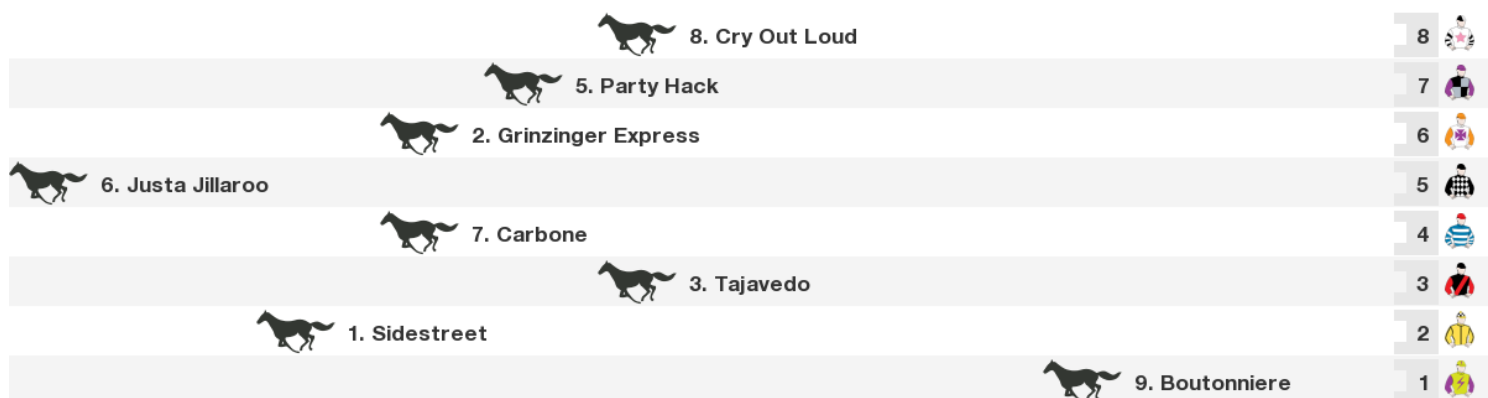 8. Cry Out Loud 8
5. Party Hack 7
2. Grinzinger Express 6
6. Justa Jillaroo 5
7. Carbone 4
3. Tajavedo 3
1. Sidestreet 2
9. Boutonniere 1